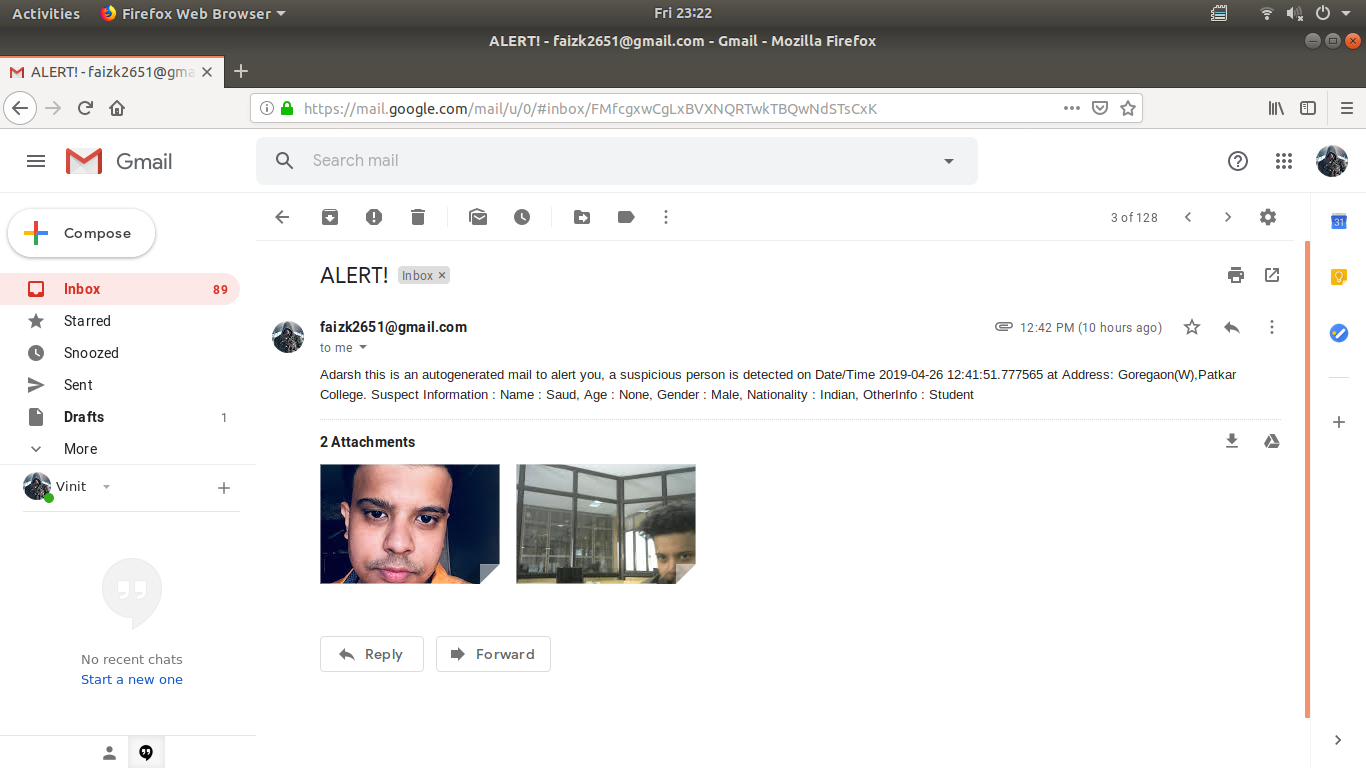 Activities Firefox Web Browser Fri 23:22
ALERT! - faizk2651@gmail.com - Gmail - Mozilla Firefox
ALERT! - faizk2651@gma
https://mail.google.com/mail/u/0/#inbox/FMfcgxwCgLxBVXNQRTwkTBQwNdSTsCxK
Gmail
Search mail
Compose
3 of 128
31
Inbox 89
Starred
Snoozed
Sent
Drafts 1
More
Vinit
No recent chats
Start a new one
ALERT! Inbox ×
faizk2651@gmail.com 12:42 PM (10 hours ago)
to me
Adarsh this is an autogenerated mail to alert you, a suspicious person is detected on Date/Time 2019-04-26 12:41:51.777565 at Address: Goregaon(W),Patkar
College. Suspect Information : Name : Saud, Age : None, Gender : Male, Nationality : Indian, OtherInfo : Student
2 Attachments
Reply Forward